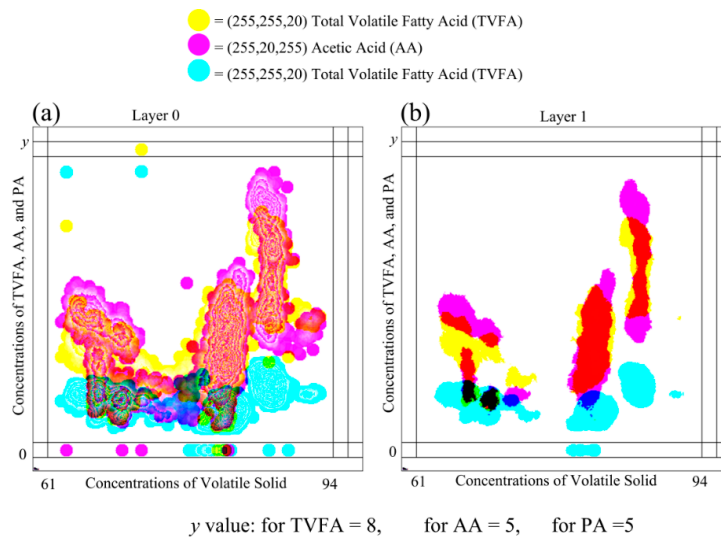 = (255,255,20) Total Volatile Fatty Acid (TVFA)
= (255,20,255) Acetic Acid (AA)
= (255,255,20) Total Volatile Fatty Acid (TVFA)
(a) Layer 0
(b) Layer 1
y
Concentrations of TVFA, AA, and PA
0
61 Concentrations of Volatile Solid 94
y
Concentrations of TVFA, AA, and PA
0
61 Concentrations of Volatile Solid 94
y value: for TVFA = 8, for AA = 5, for PA =5